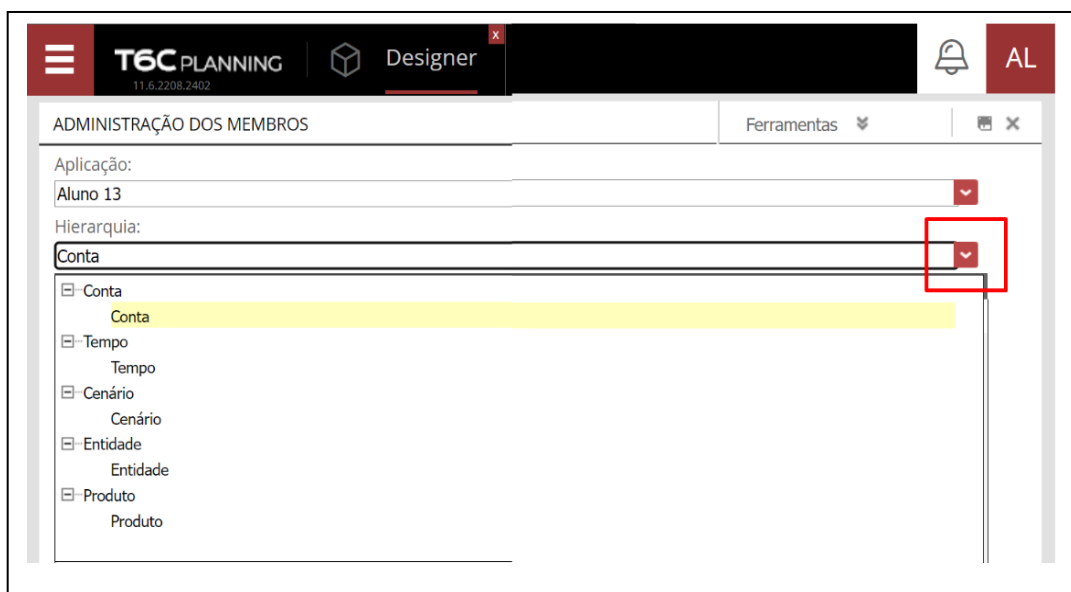 T6C PLANNING
11.6.2208.2402
Designer
x
AL
ADMINISTRAÇÃO DOS MEMBROS
Ferramentas
Aplicação:
Aluno 13
Hierarquia:
Conta
Conta
Conta
Tempo
Tempo
Cenário
Cenário
Entidade
Entidade
Produto
Produto